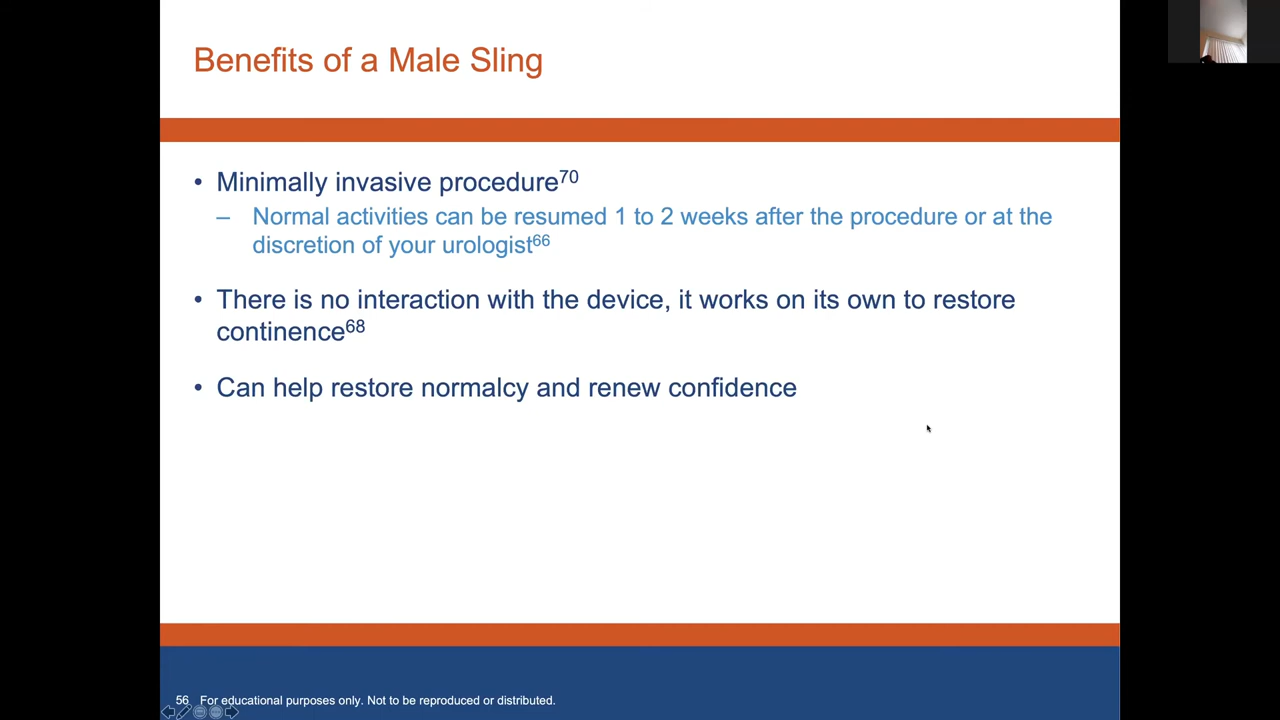 Benefits of a Male Sling
• Minimally invasive procedure70
– Normal activities can be resumed 1 to 2 weeks after the procedure or at the
discretion of your urologist66
• There is no interaction with the device, it works on its own to restore
continence68
• Can help restore normalcy and renew confidence
56 For educational purposes only. Not to be reproduced or distributed.